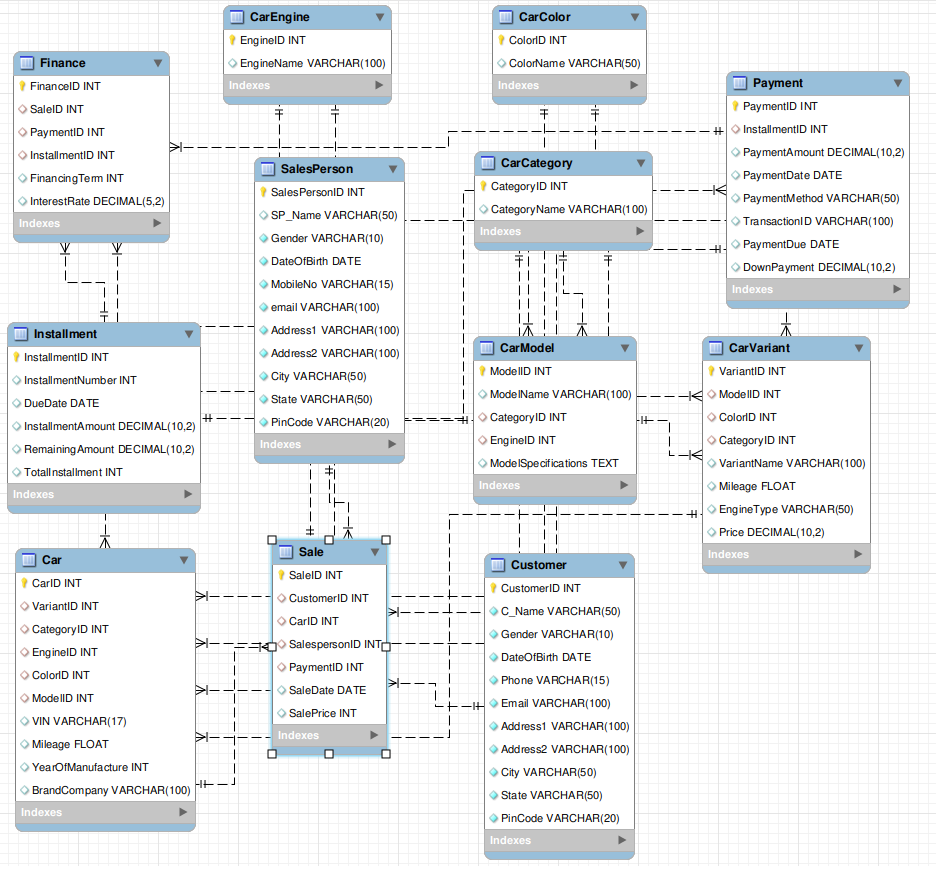 CarEngine
EngineID INT
EngineName VARCHAR(100)
Indexes
CarColor
ColorID INT
ColorName VARCHAR(50)
Indexes
Finance
FinanceID INT
SaleID INT
PaymentID INT
InstallmentID INT
FinancingTerm INT
InterestRate DECIMAL(5,2)
Indexes
Payment
PaymentID INT
InstallmentID INT
PaymentAmount DECIMAL(10,2)
PaymentDate DATE
PaymentMethod VARCHAR(50)
TransactionID VARCHAR(100)
PaymentDue DATE
DownPayment DECIMAL(10,2)
Indexes
SalesPerson
SalesPersonID INT
SP_Name VARCHAR(50)
Gender VARCHAR(10)
DateOfBirth DATE
MobileNo VARCHAR(15)
email VARCHAR(100)
Address1 VARCHAR(100)
Address2 VARCHAR(100)
City VARCHAR(50)
State VARCHAR(50)
PinCode VARCHAR(20)
Indexes
CarCategory
CategoryID INT
CategoryName VARCHAR(100)
Indexes
Installment
InstallmentID INT
InstallmentNumber INT
DueDate DATE
InstallmentAmount DECIMAL(10,2)
RemainingAmount DECIMAL(10,2)
TotalInstallment INT
Indexes
CarModel
ModelID INT
ModelName VARCHAR(100)
CategoryID INT
EngineID INT
ModelSpecifications TEXT
Indexes
CarVariant
VariantID INT
ModelID INT
ColorID INT
CategoryID INT
VariantName VARCHAR(100)
Mileage FLOAT
EngineType VARCHAR(50)
Price DECIMAL(10,2)
Indexes
Car
CarID INT
VariantID INT
CategoryID INT
EngineID INT
ColorID INT
ModelID INT
VIN VARCHAR(17)
Mileage FLOAT
YearOfManufacture INT
BrandCompany VARCHAR(100)
Indexes
Sale
SaleID INT
CustomerID INT
CarID INT
SalespersonID INT
PaymentID INT
SaleDate DATE
SalePrice INT
Indexes
Customer
CustomerID INT
C_Name VARCHAR(50)
Gender VARCHAR(10)
DateOfBirth DATE
Phone VARCHAR(15)
Email VARCHAR(100)
Address1 VARCHAR(100)
Address2 VARCHAR(100)
City VARCHAR(50)
State VARCHAR(50)
PinCode VARCHAR(20)
Indexes